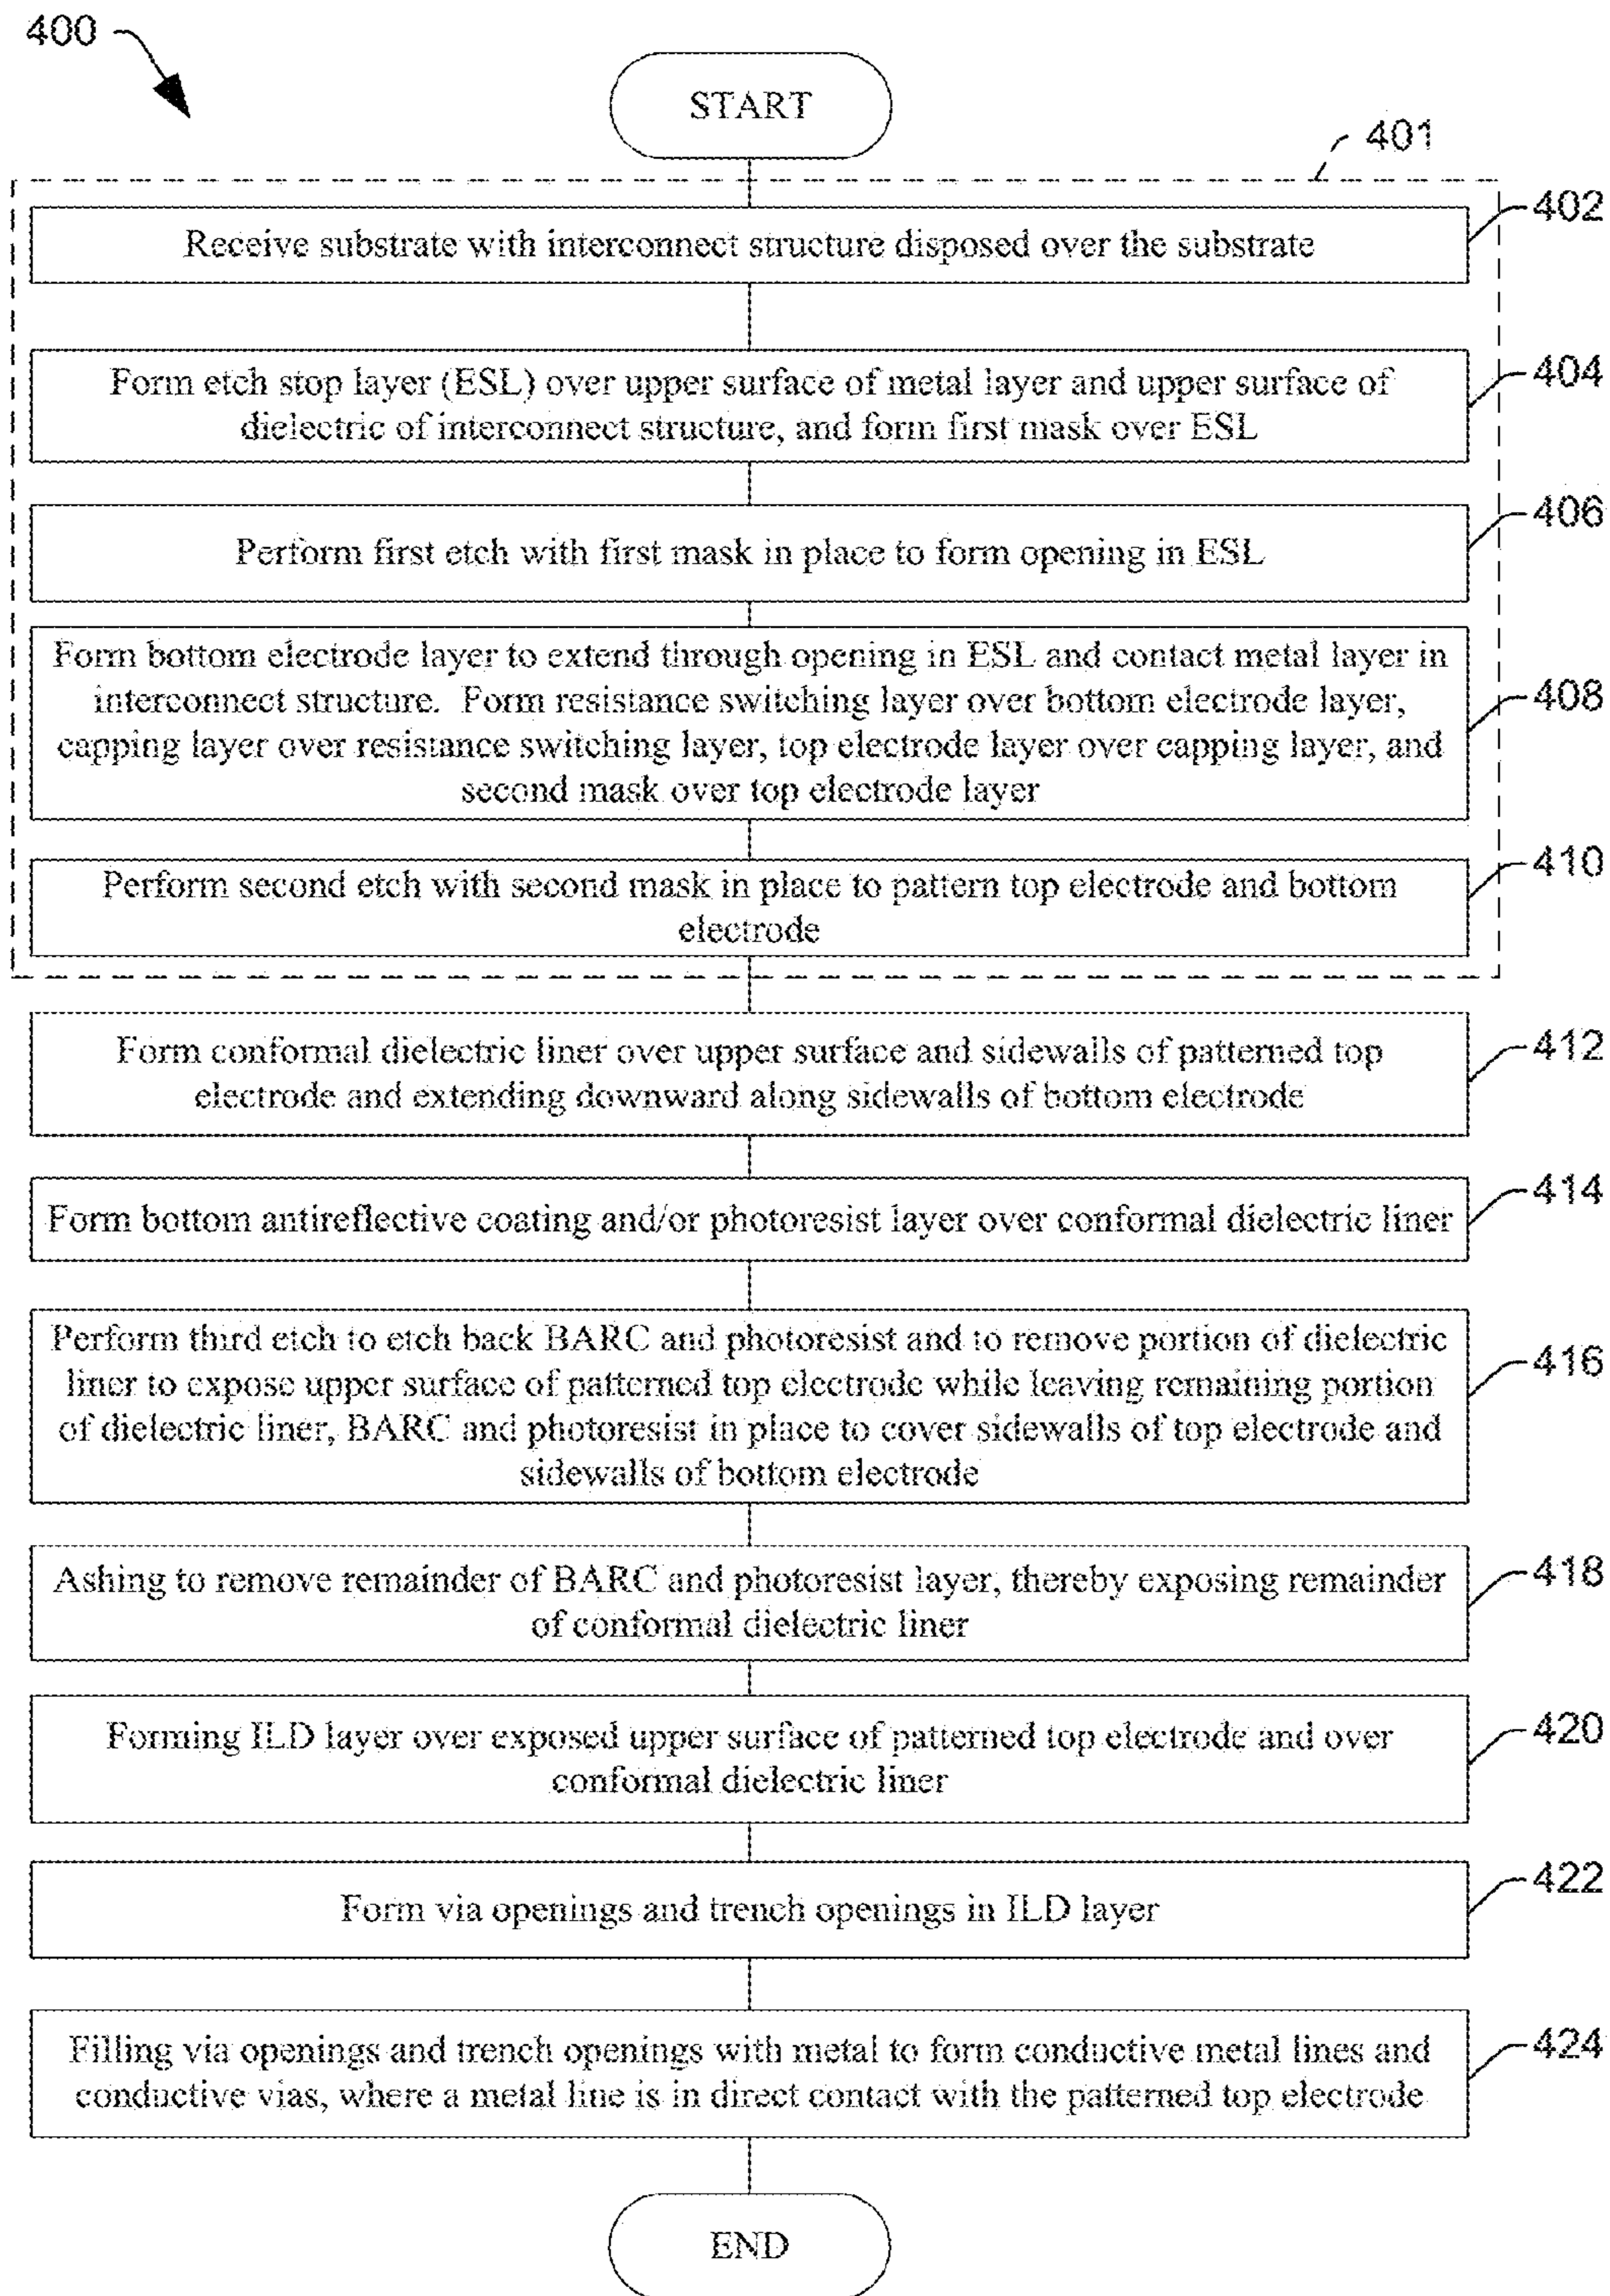 400
START
401
402
Receive substrate with interconnect structure disposed over the substrate
404
Form etch stop layer (ESL) over upper surface of metal layer and upper surface of
dielectric of interconnect structure, and form first mask over ESL
406
Perform first etch with first mask in place to form opening in ESL
Form bottom electrode layer to extend through opening in ESL and contact metal layer in
interconnect structure. Form resistance switching layer over bottom electrode layer,
408
capping layer over resistance switching layer, top electrode layer over capping layer, and
second mask over top electrode layer
410
Perform second etch with second mask in place to pattern top electrode and bottom
electrode
412
Form conformal dielectric liner over upper surface and sidewalls of patterned top
electrode and extending downward along sidewalls of bottom electrode
414
Form bottom antireflective coating and/or photoresist layer over conformal dielectric liner
Perform third etch to etch back BARC and photoresist and to remove portion of dielectric
416
liner to expose upper surface of patterned top electrode while leaving remaining portion
of dielectric liner, BARC and photoresist in place to cover sidewalls of top electrode and
sidewalls of bottom electrode
418
Ashing to remove remainder of BARC and photoresist layer, thereby exposing remainder
of conformal dielectric liner
420
Forming ILD layer over exposed upper surface of patterned top electrode and over
conformal dielectric liner
422
Form via openings and trench openings in ILD layer
424
Filling via openings and trench openings with metal to form conductive metal lines and
conductive vias, where a metal line is in direct contact with the patterned top electrode
END